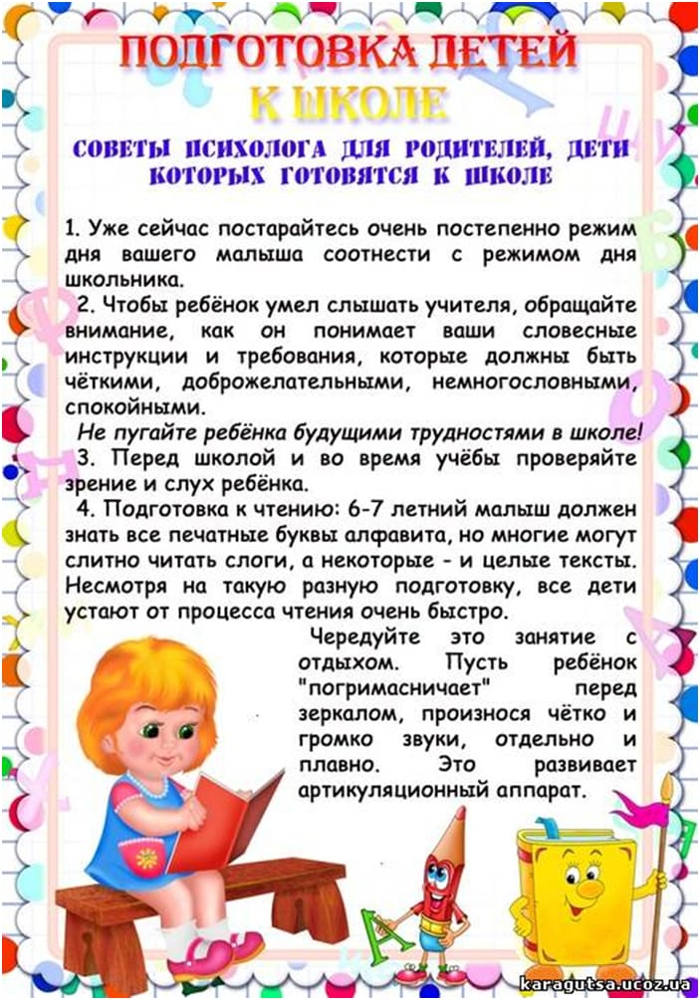 ПОДГОТОВКА ДЕТЕЙ
К ШКОЛЕ
СОВЕТЫ ПСИХОЛОГА ДЛЯ РОДИТЕЛЕЙ, ДЕТИ
КОТОРЫХ ГОТОВЯТСЯ К ШКОЛЕ
1. Уже сейчас постарайтесь очень постепенно режим
дня вашего малыша соотнести с режимом дня
школьника.
2. Чтобы ребёнок умел слышать учителя, обращайте
внимание, как он понимает ваши словесные
инструкции и требования, которые должны быть
чёткими, доброжелательными, немногословными,
спокойными.
Не пугайте ребёнка будущими трудностями в школе!
3. Перед школой и во время учёбы проверяйте
зрение и слух ребёнка.
4. Подготовка к чтению: 6-7 летний малыш должен
знать все печатные буквы алфавита, но многие могут
слитно читать слоги, а некоторые - и целые тексты.
Несмотря на такую разную подготовку, все дети
устают от процесса чтения очень быстро.
Чередуйте это занятие с
отдыхом. Пусть ребёнок
"погримасничает" перед
зеркалом, произнося чётко и
громко звуки, отдельно и
плавно. Это развивает
артикуляционный аппарат.
А
karagutsa.ucoz.ua